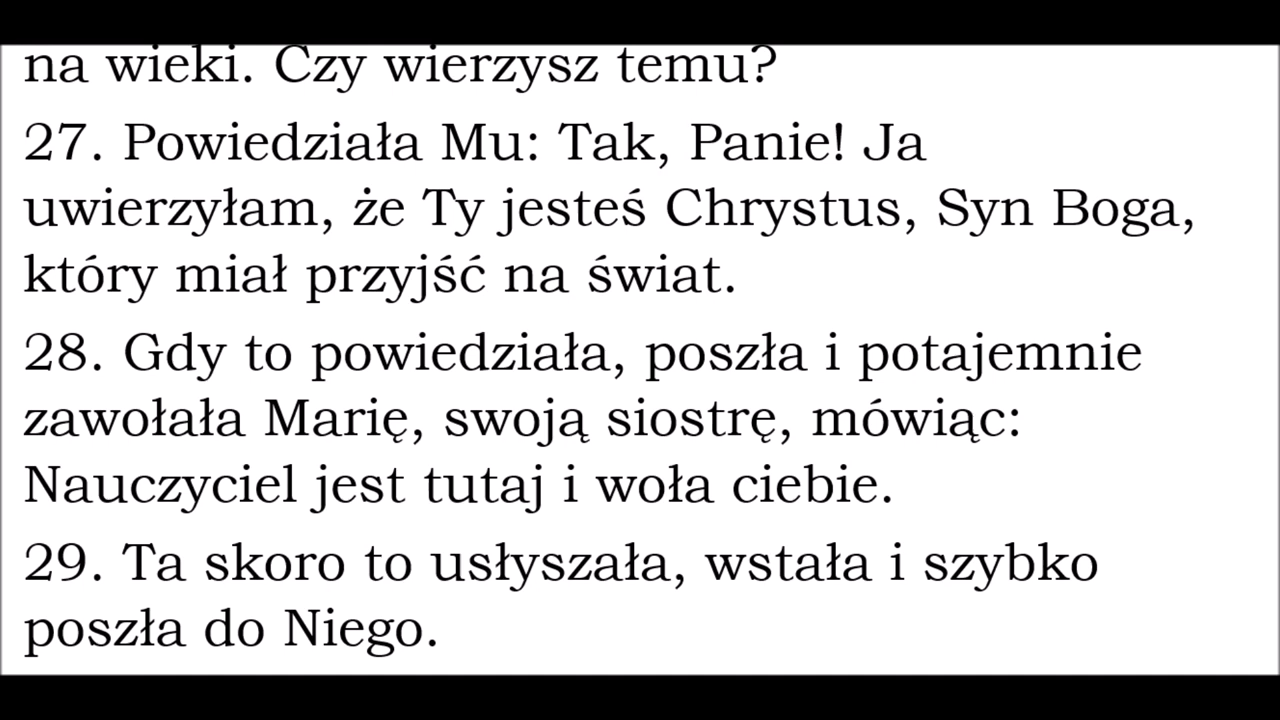 na wieki. Czy wierzysz temu?
27. Powiedziała Mu: Tak, Panie! Ja
uwierzyłam, że Ty jesteś Chrystus, Syn Boga,
który miał przyjść na świat.
28. Gdy to powiedziała, poszła i potajemnie
zawołała Marię, swoją siostrę, mówiąc:
Nauczyciel jest tutaj i woła ciebie.
29. Ta skoro to usłyszała, wstała i szybko
poszła do Niego.